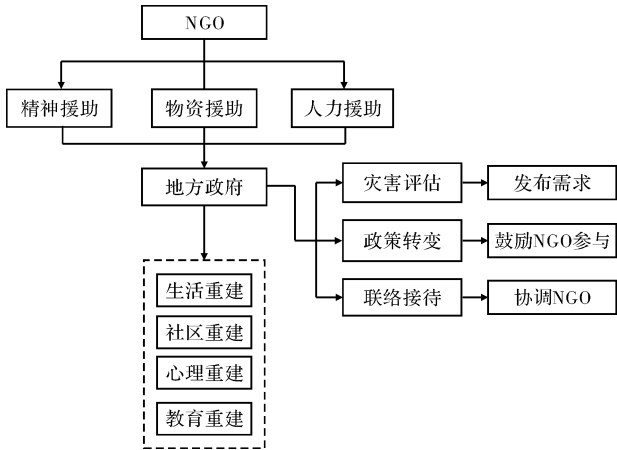 NGO
精神援助
物资援助
人力援助
地方政府
灾害评估
发布需求
政策转变
鼓励NGO参与
联络接待
协调NGO
生活重建
社区重建
心理重建
教育重建